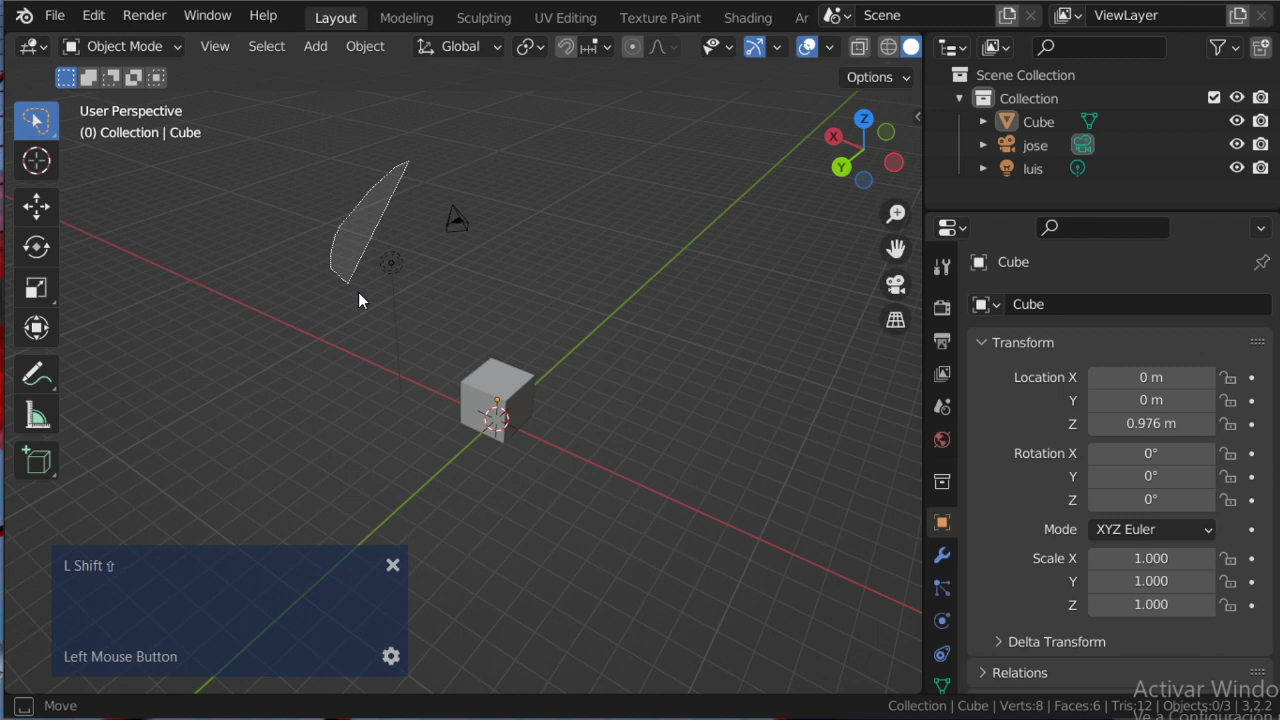 File Edit Render Window Help Layout Modeling Sculpting UV Editing Texture Paint Shading Ar Scene ViewLayer
Object Mode View Select Add Object Global
Options
User Perspective
(0) Collection | Cube
Z
X
Y
Scene Collection
Collection
Cube
jose
luis
Cube
Cube
Transform
Location X 0 m
Y 0 m
Z 0.976 m
Rotation X 0°
Y 0°
Z 0°
Mode XYZ Euler
Scale X 1.000
Y 1.000
Z 1.000
Delta Transform
Relations
L Shift⇧
Left Mouse Button
Activar Windo
Move
Collection | Cube | Verts:8 | Faces:6 | Tris:12 | Objects:0/3 | 3.2.2